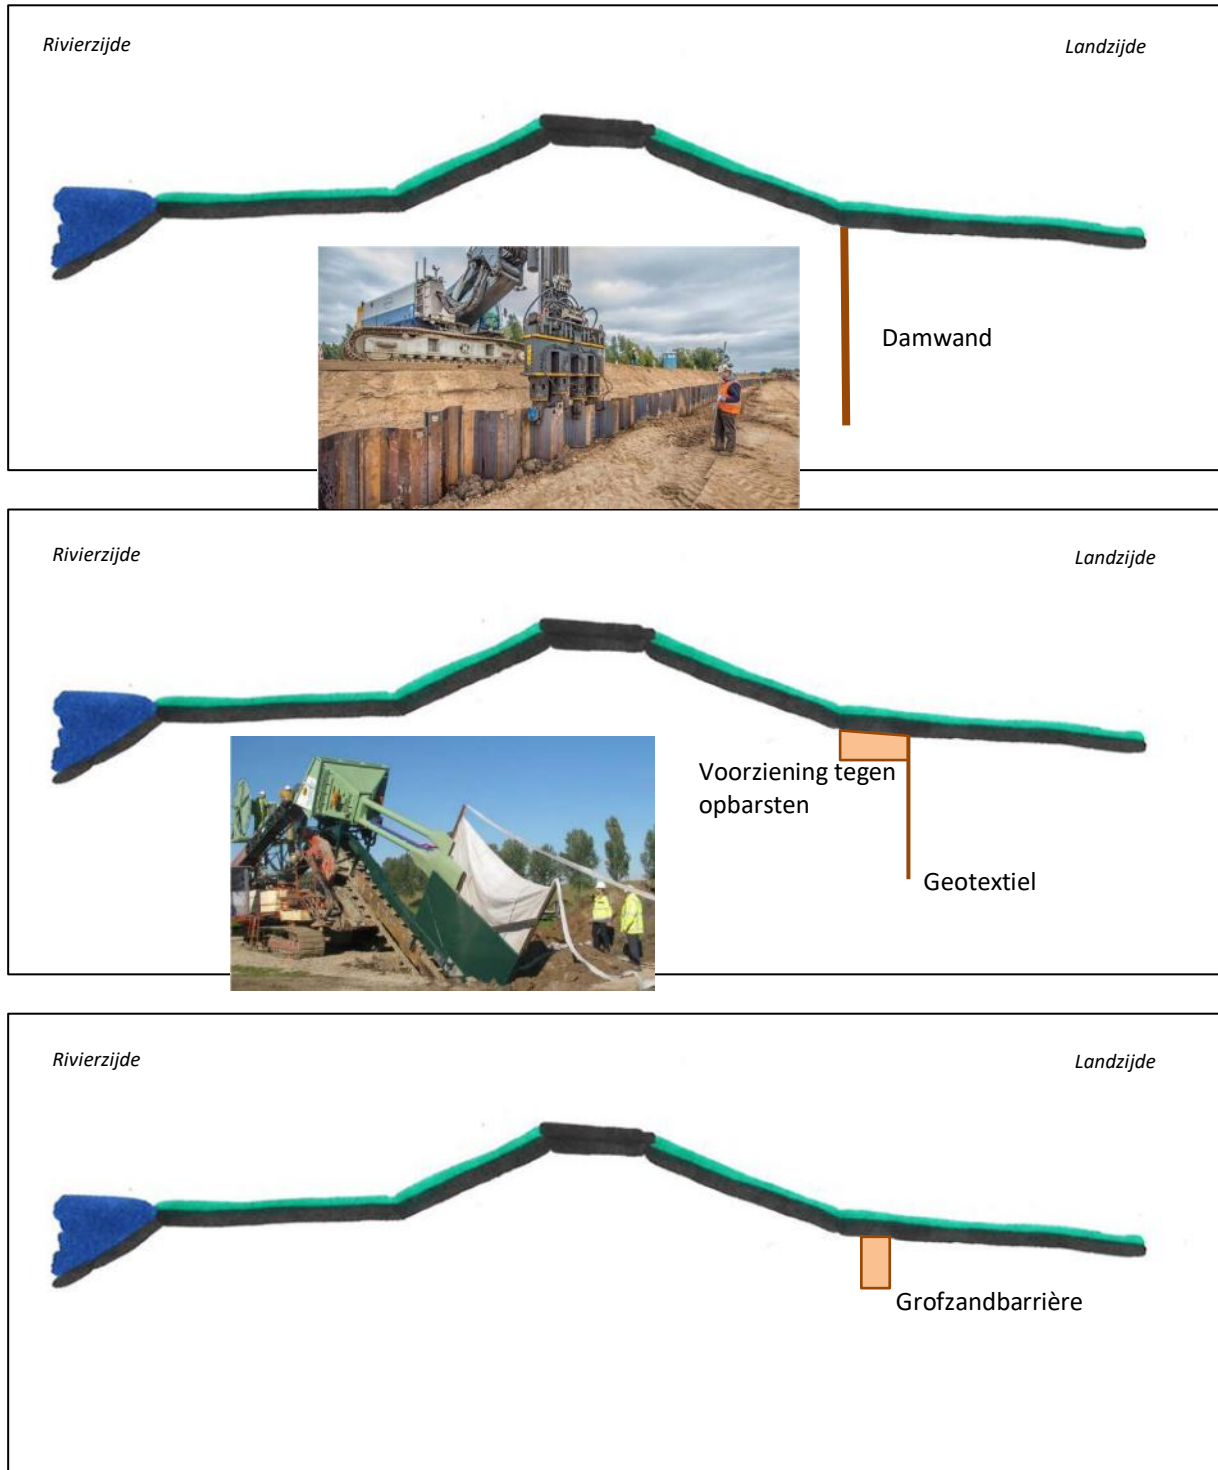 Rivierzijde
Landzijde
Damwand
Rivierzijde
Landzijde
Voorziening tegen
opbarsten
Geotextiel
Rivierzijde
Landzijde
Grofzandbarrière